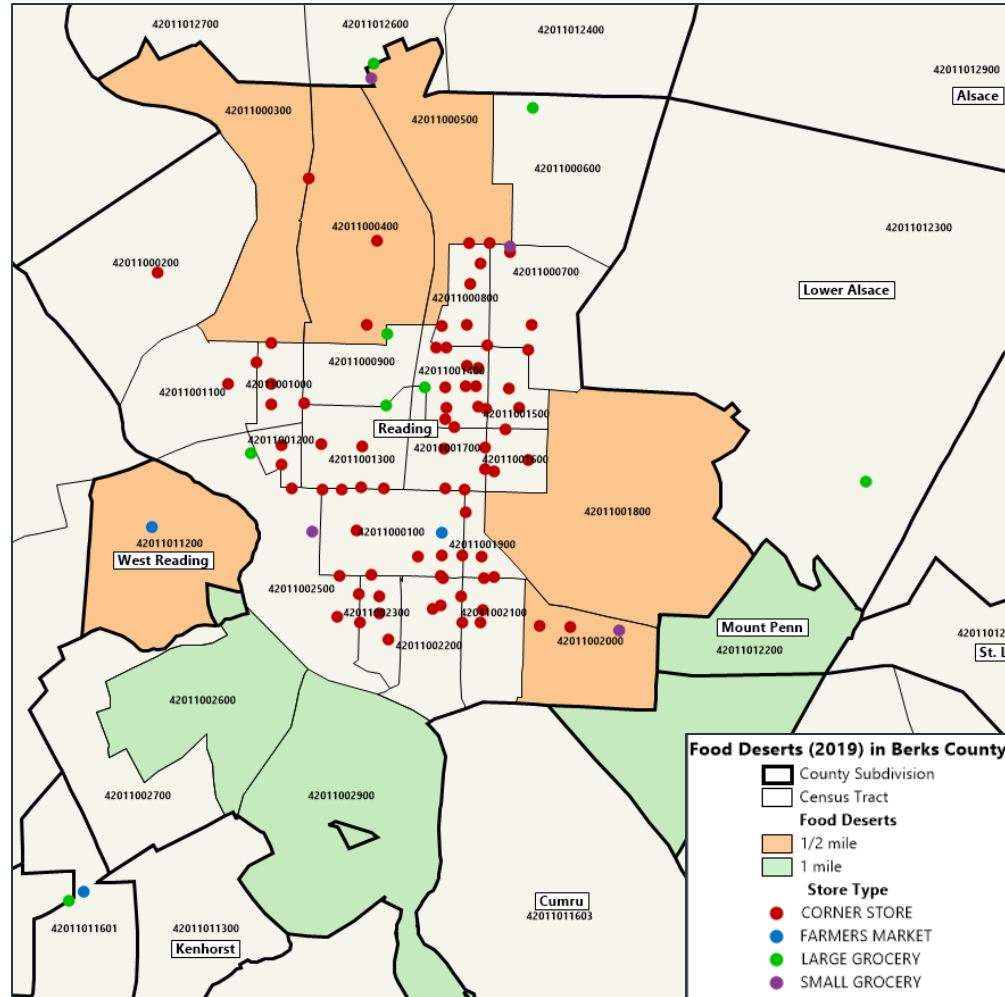 42011012700
42011012600
42011012400
42011012900
Alsace
42011000300
42011000500
42011000600
42011000400
42011012300
42011000200
42011000700
Lower Alsace
42011000800
42011000900
42011001400
42011001100
42011001000
42011001500
Reading
42011001200
42011001700
42011001300
42011001600
42011001800
42011000100
42011011200
42011001900
West Reading
42011002500
42011002300
42011002100
Mount Penn
42011012
42011002000
42011002200
42011012200
St. L
42011002600
Food Deserts (2019) in Berks County
County Subdivision
42011002700
42011002900
Census Tract
Food Deserts
1/2 mile
1 mile
Store Type
Cumru
CORNER STORE
42011011603
42011011601
42011011300
FARMERS MARKET
Kenhorst
LARGE GROCERY
SMALL GROCERY